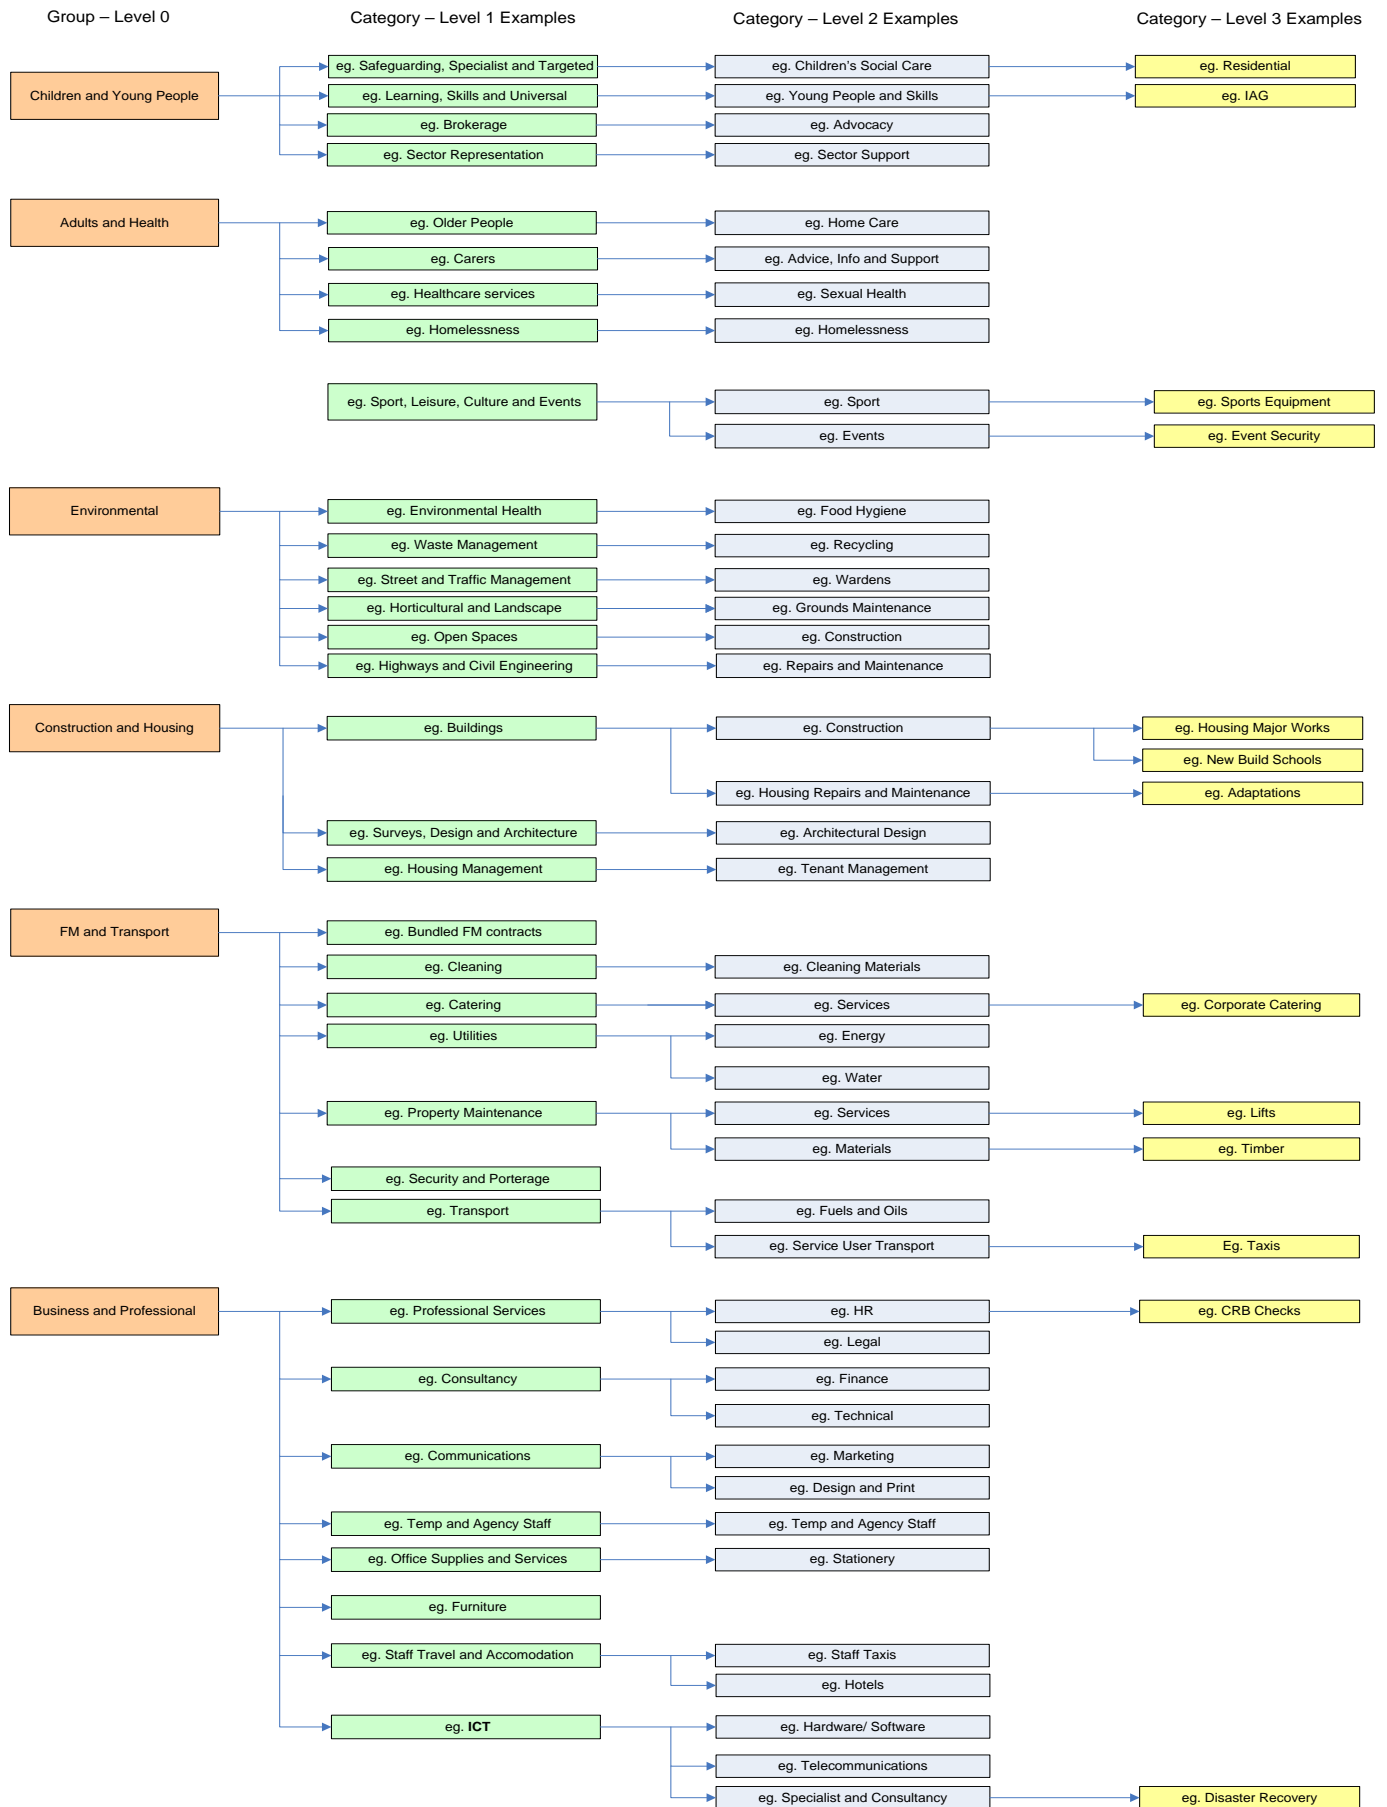 Group – Level 0
Category – Level 1 Examples
Category – Level 2 Examples
Category – Level 3 Examples
Children and Young People
eg. Safeguarding, Specialist and Targeted
eg. Children's Social Care
eg. Residential
eg. Learning, Skills and Universal
eg. Young People and Skills
eg. IAG
eg. Brokerage
eg. Advocacy
eg. Sector Representation
eg. Sector Support
Adults and Health
eg. Older People
eg. Home Care
eg. Carers
eg. Advice, Info and Support
eg. Healthcare services
eg. Sexual Health
eg. Homelessness
eg. Homelessness
eg. Sport, Leisure, Culture and Events
eg. Sport
eg. Sports Equipment
eg. Events
eg. Event Security
Environmental
eg. Environmental Health
eg. Food Hygiene
eg. Waste Management
eg. Recycling
eg. Street and Traffic Management
eg. Wardens
eg. Horticultural and Landscape
eg. Grounds Maintenance
eg. Open Spaces
eg. Construction
eg. Highways and Civil Engineering
eg. Repairs and Maintenance
Construction and Housing
eg. Buildings
eg. Construction
eg. Housing Major Works
eg. New Build Schools
eg. Housing Repairs and Maintenance
eg. Adaptations
eg. Surveys, Design and Architecture
eg. Architectural Design
eg. Housing Management
eg. Tenant Management
FM and Transport
eg. Bundled FM contracts
eg. Cleaning
eg. Cleaning Materials
eg. Catering
eg. Services
eg. Corporate Catering
eg. Utilities
eg. Energy
eg. Water
eg. Property Maintenance
eg. Services
eg. Lifts
eg. Materials
eg. Timber
eg. Security and Porterage
eg. Transport
eg. Fuels and Oils
eg. Service User Transport
Eg. Taxis
Business and Professional
eg. Professional Services
eg. HR
eg. CRB Checks
eg. Legal
eg. Consultancy
eg. Finance
eg. Technical
eg. Communications
eg. Marketing
eg. Design and Print
eg. Temp and Agency Staff
eg. Temp and Agency Staff
eg. Office Supplies and Services
eg. Stationery
eg. Furniture
eg. Staff Travel and Accomodation
eg. Staff Taxis
eg. Hotels
eg. ICT
eg. Hardware/ Software
eg. Telecommunications
eg. Specialist and Consultancy
eg. Disaster Recovery